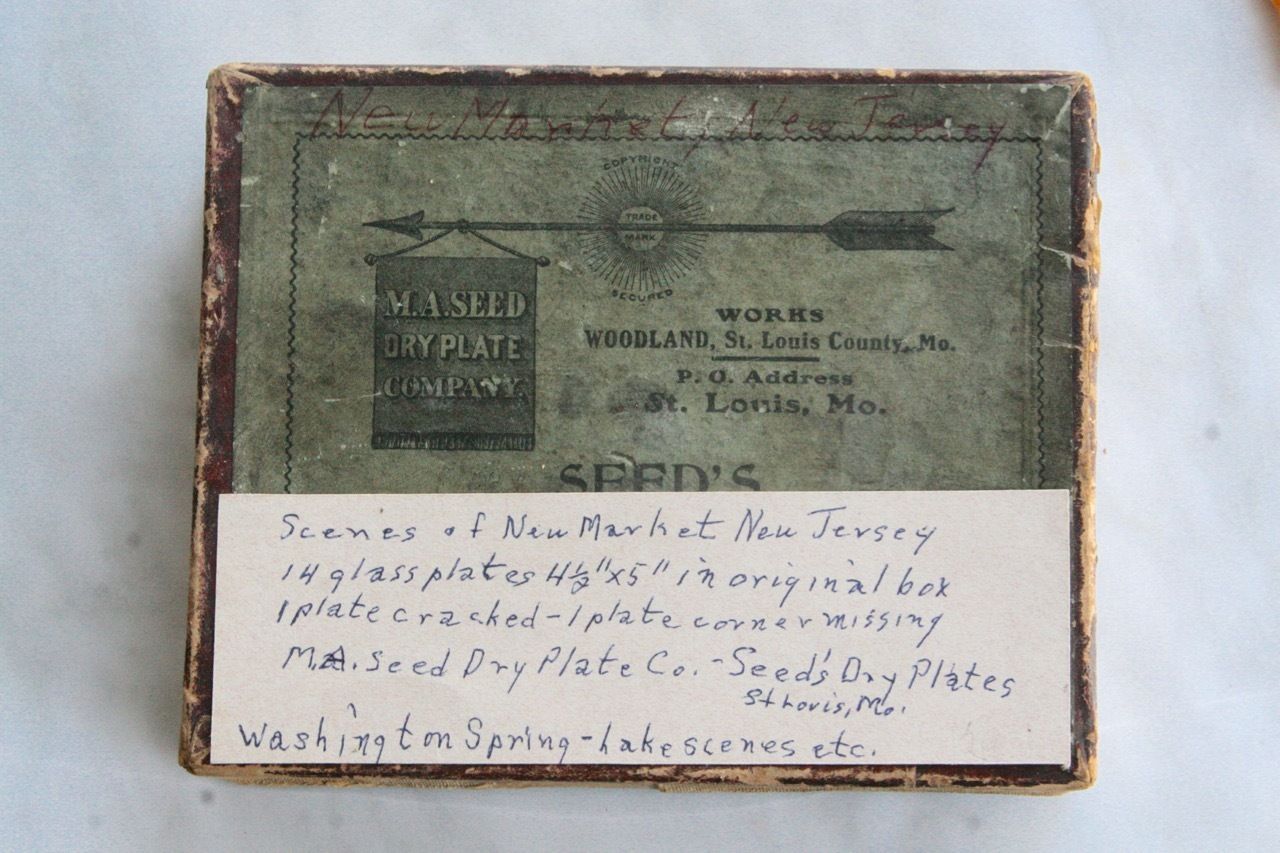 New Market, New Jersey
COPYRIGHT
TRADE
MARK
SECURED
M.A.SEED
DRY PLATE
COMPANY.
WORKS
WOODLAND, St. Louis County, Mo.
P. O. Address
St. Louis, Mo.
SEED'S
Scenes of New Market New Jersey
14 glass plates 4½"x5" in original box
1 plate cracked - 1 plate corner missing
M.A. Seed Dry Plate Co. - Seed's Dry Plates
St Louis, Mo.
Washington Spring - Lake scenes etc.